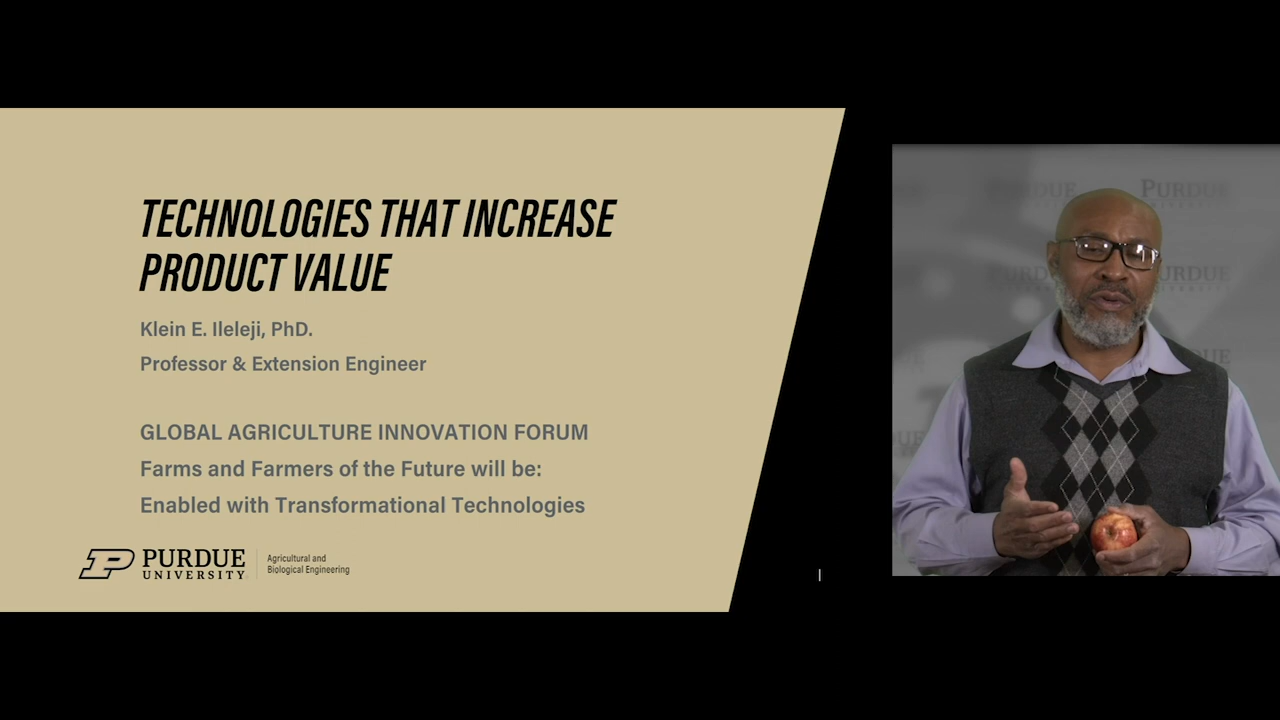 TECHNOLOGIES THAT INCREASE
PRODUCT VALUE
Klein E. Ileleji, PhD.
Professor & Extension Engineer
GLOBAL AGRICULTURE INNOVATION FORUM
Farms and Farmers of the Future will be:
Enabled with Transformational Technologies
P PURDUE UNIVERSITY
Agricultural and
Biological Engineering
PURDUE PURDUE
PURDUE PURDUE